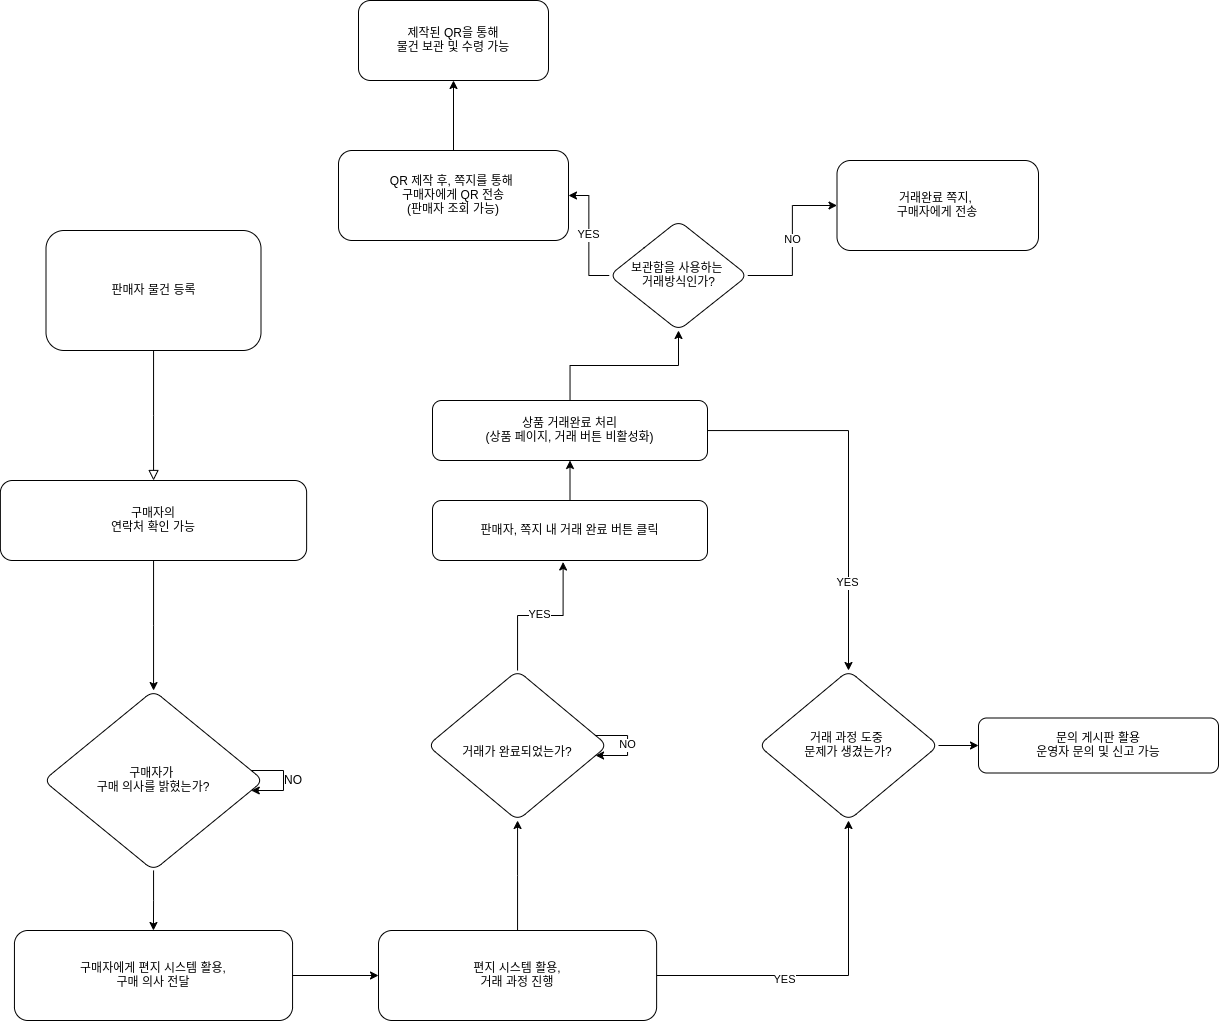 제작된 QR을 통해
물건 보관 및 수령 가능
QR 제작 후, 쪽지를 통해
구매자에게 QR 전송
(판매자 조회 가능)
YES
보관함을 사용하는
거래방식인가?
NO
거래완료 쪽지,
구매자에게 전송
판매자 물건 등록
상품 거래완료 처리
(상품 페이지, 거래 버튼 비활성화)
구매자의
연락처 확인 가능
판매자, 쪽지 내 거래 완료 버튼 클릭
YES
YES
구매자가
구매 의사를 밝혔는가?
NO
거래가 완료되었는가?
NO
거래 과정 도중
문제가 생겼는가?
문의 게시판 활용
운영자 문의 및 신고 가능
구매자에게 편지 시스템 활용,
구매 의사 전달
편지 시스템 활용,
거래 과정 진행
YES